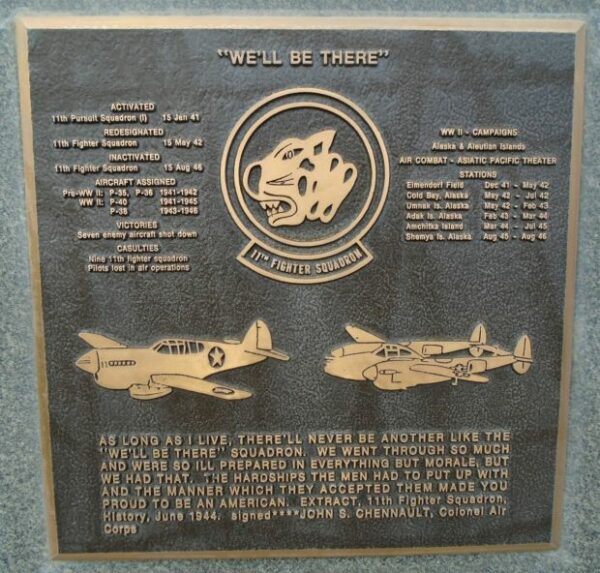 "WE'LL BE THERE"
ACTIVATED
11th Pursuit Squadron (I) 15 Jan 41
REDESIGNATED
11th Fighter Squadron 15 May 42
INACTIVATED
11th Fighter Squadron 15 Aug 46
AIRCRAFT ASSIGNED
Pre-WW II: P-35, P-36 1941-1942
WW II: P-40 1941-1945
P-38 1943-1946
VICTORIES
Seven enemy aircraft shot down
CASULTIES
Nine 11th fighter squadron
Pilots lost in air operations
11TH FIGHTER SQUADRON
WW II - CAMPAIGNS
Alaska & Aleutian Islands
AIR COMBAT - ASIATIC PACIFIC THEATER
STATIONS
Elmendorf Field Dec 41 - May 42
Cold Bay, Alaska May 42 - Jul 42
Umnak Is. Alaska May 42 - Feb 43
Adak Is. Alaska Feb 43 - Mar 44
Amchitka Island Mar 44 - Jul 45
Shemya Is. Alaska Aug 45 - Aug 46
AS LONG AS I LIVE, THERE'LL NEVER BE ANOTHER LIKE THE
"WE'LL BE THERE" SQUADRON. WE WENT THROUGH SO MUCH
AND WERE SO ILL PREPARED IN EVERYTHING BUT MORALE, BUT
WE HAD THAT. THE HARDSHIPS THE MEN HAD TO PUT UP WITH
AND THE MANNER WHICH THEY ACCEPTED THEM MADE YOU
PROUD TO BE AN AMERICAN. EXTRACT, 11th Fighter Squadron,
History, June 1944. signed****JOHN S. CHENNAULT, Colonel Air
Corps